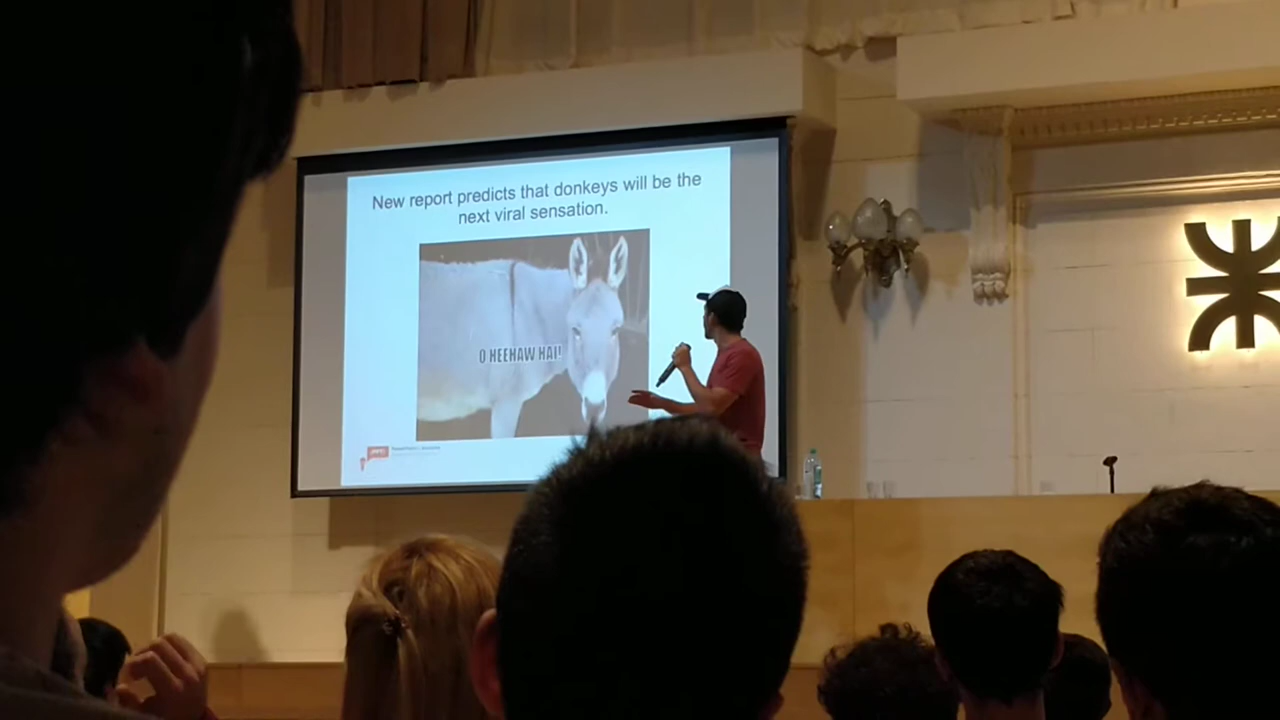 New report predicts that donkeys will be the
next viral sensation.
O HEEHAW HAI!